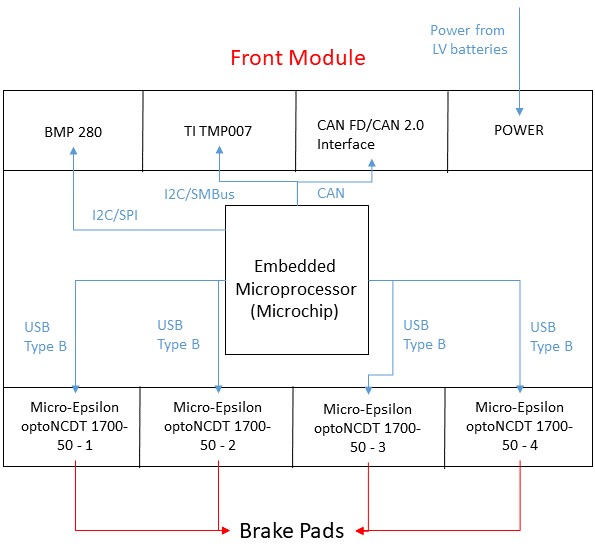 Power from
LV batteries
Front Module
BMP 280
TI TMP007
CAN FD/CAN 2.0
Interface
POWER
I2C/SMBus
CAN
I2C/SPI
Embedded
Microprocessor
(Microchip)
USB
Type B
USB
Type B
USB
Type B
USB
Type B
Micro-Epsilon
optoNCDT 1700-
50 - 1
Micro-Epsilon
optoNCDT 1700-
50 - 2
Micro-Epsilon
optoNCDT 1700-
50 - 3
Micro-Epsilon
optoNCDT 1700-
50 - 4
Brake Pads